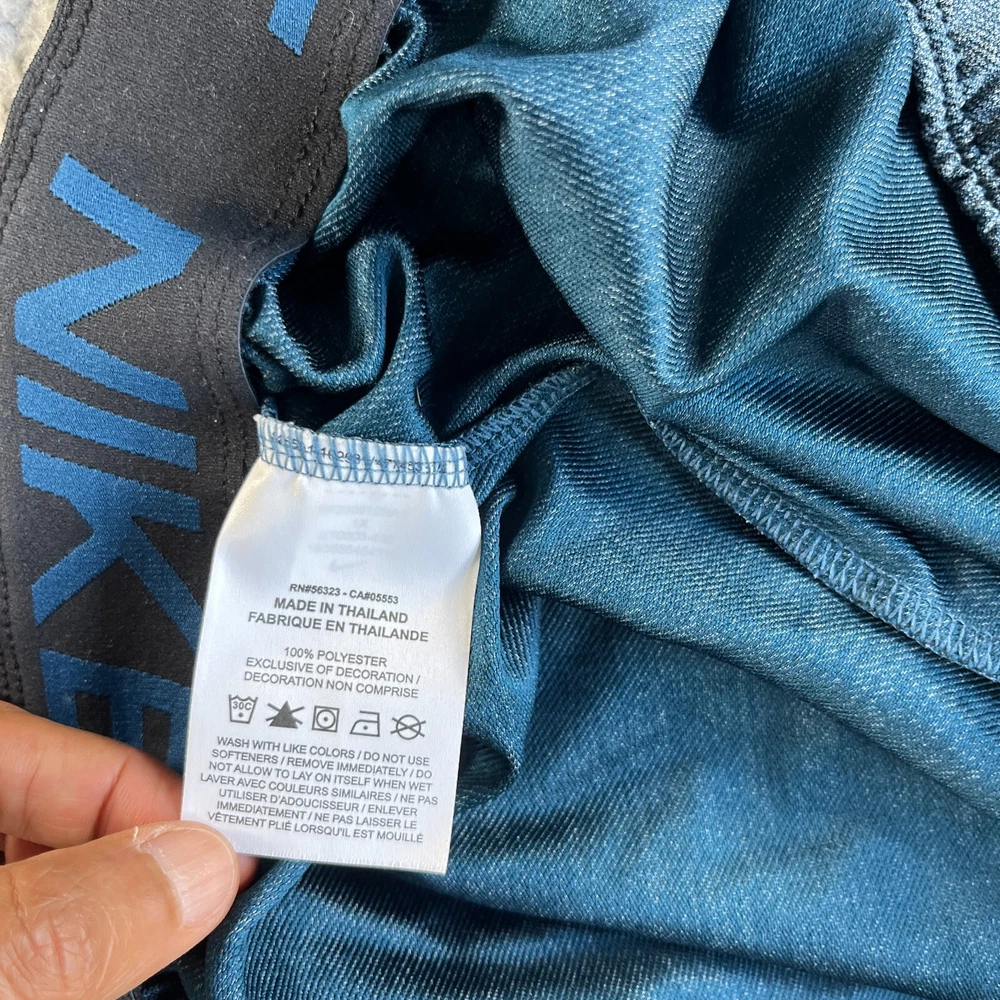 NIKE
RN#56323 - CA#05553
MADE IN THAILAND
FABRIQUE EN THAILANDE
100% POLYESTER
EXCLUSIVE OF DECORATION /
DECORATION NON COMPRISE
30C
WASH WITH LIKE COLORS / DO NOT USE
SOFTENERS / REMOVE IMMEDIATELY / DO
NOT ALLOW TO LAY ON ITSELF WHEN WET
LAVER AVEC COULEURS SIMILAIRES / NE PAS
UTILISER D'ADOUCISSEUR / ENLEVER
IMMEDIATEMENT / NE PAS LAISSER LE
VÊTEMENT PLIÉ LORSQU'IL EST MOUILLÉ